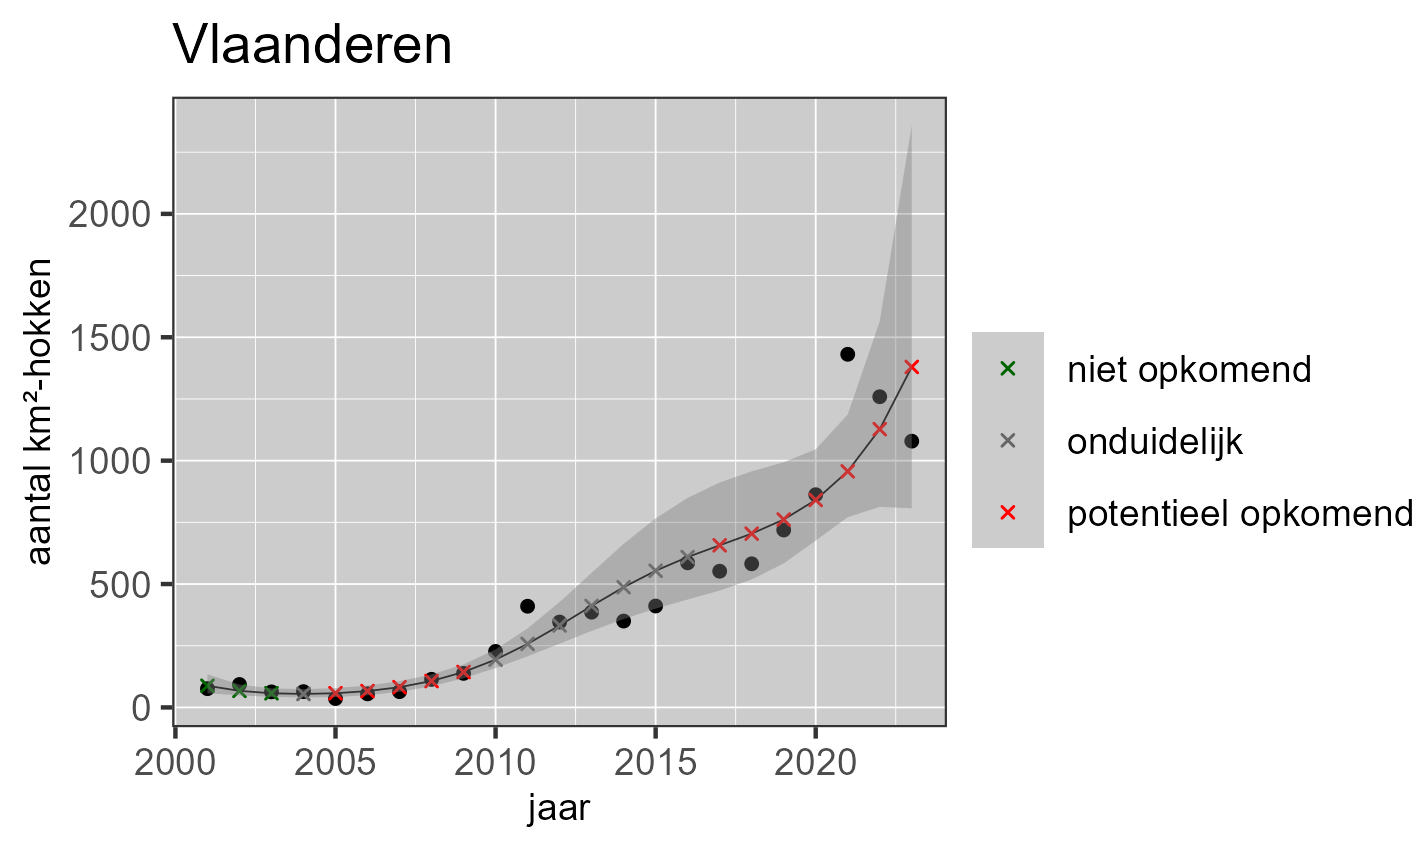 Vlaanderen
aantal km²-hokken
2000
1500
1000
500
0
2000 2005 2010 2015 2020
jaar
niet opkomend
onduidelijk
potentieel opkomend